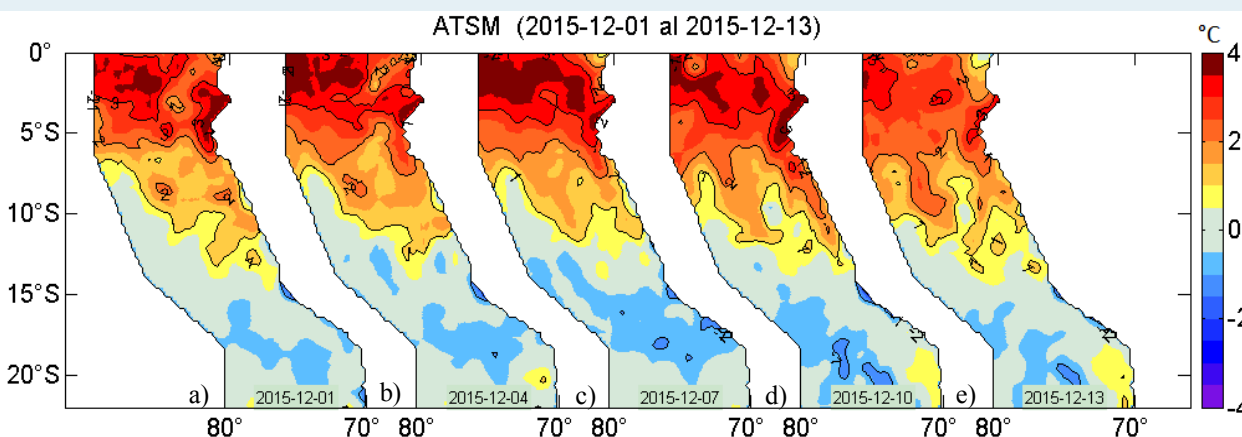 ATSM (2015-12-01 al 2015-12-13)
°C
0°
5°S
10°S
15°S
20°S
a) 2015-12-01
b) 2015-12-04
c) 2015-12-07
d) 2015-12-10
e) 2015-12-13
80° 70° 80° 70° 80° 70° 80° 70° 80° 70°
4
2
0
-2
-4